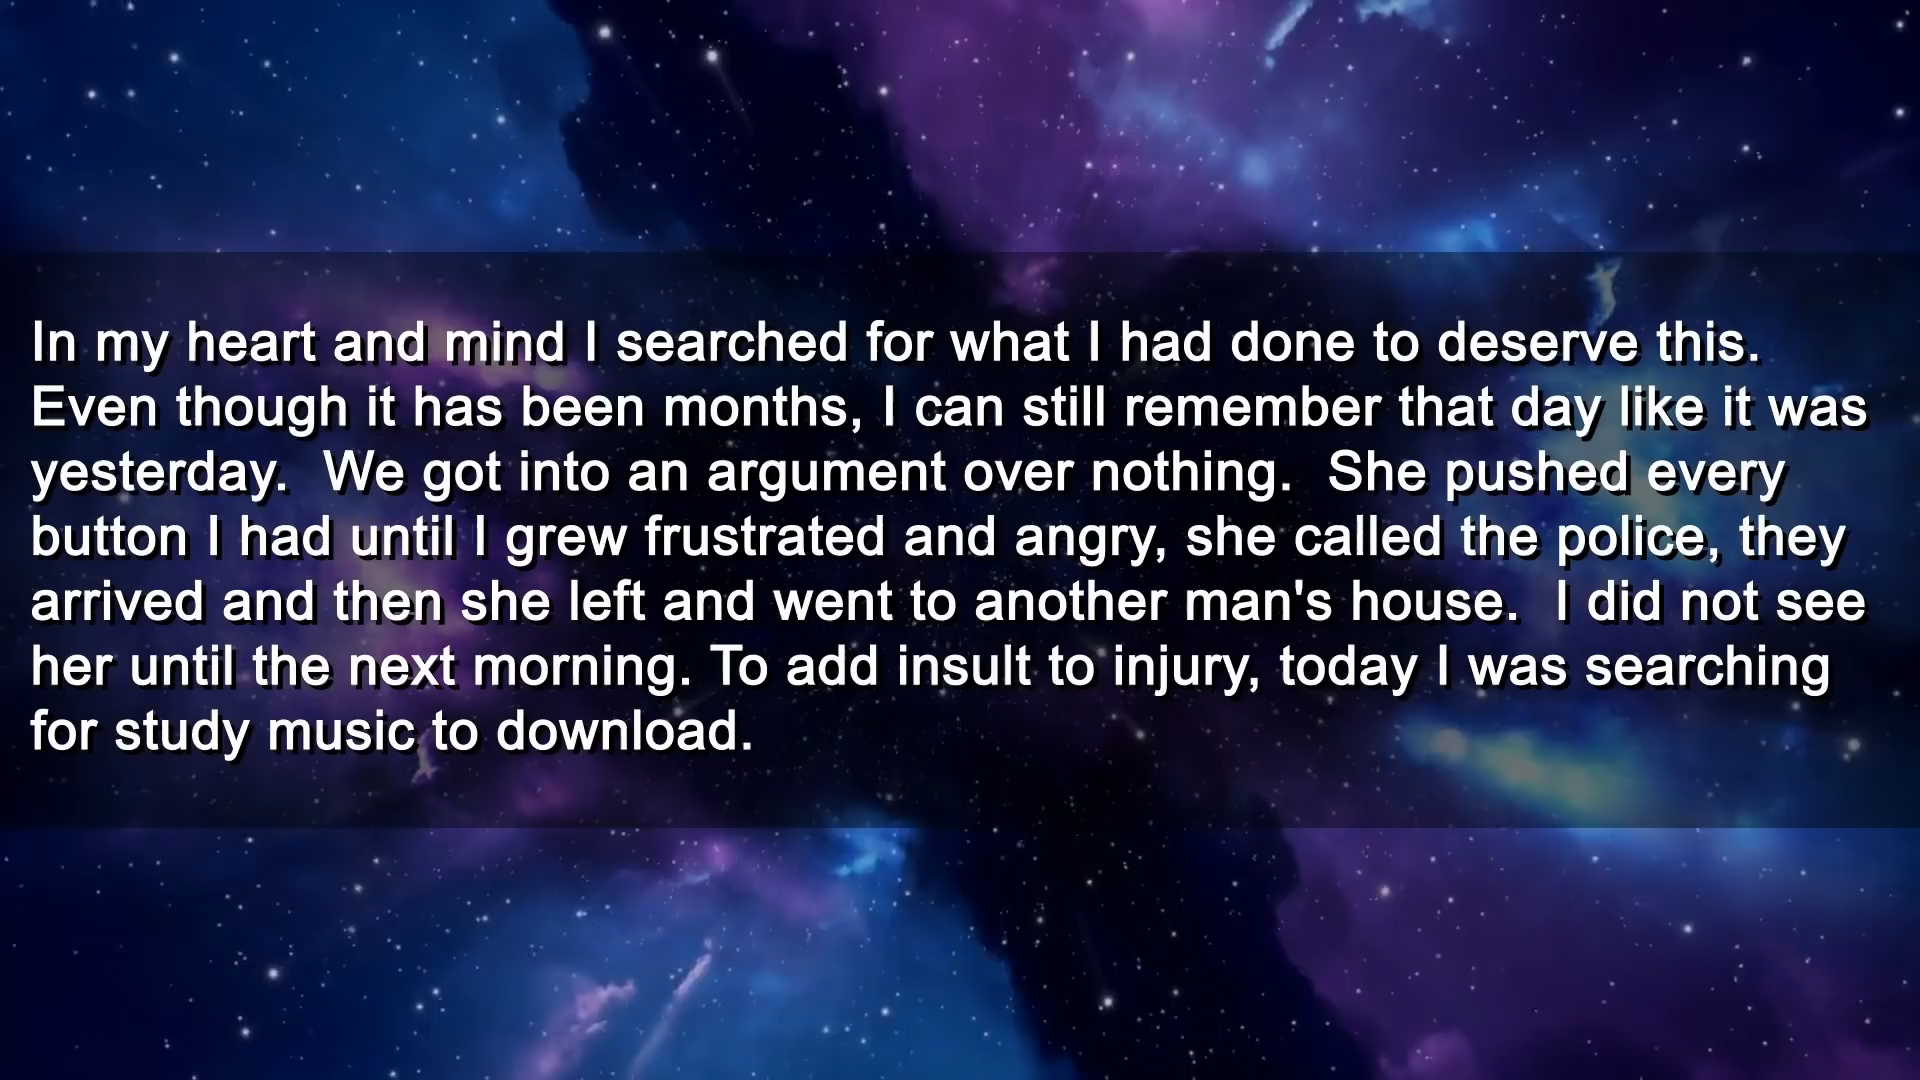 In my heart and mind I searched for what I had done to deserve this.
Even though it has been months, I can still remember that day like it was
yesterday.  We got into an argument over nothing.  She pushed every
button I had until I grew frustrated and angry, she called the police, they
arrived and then she left and went to another man's house.  I did not see
her until the next morning. To add insult to injury, today I was searching
for study music to download.